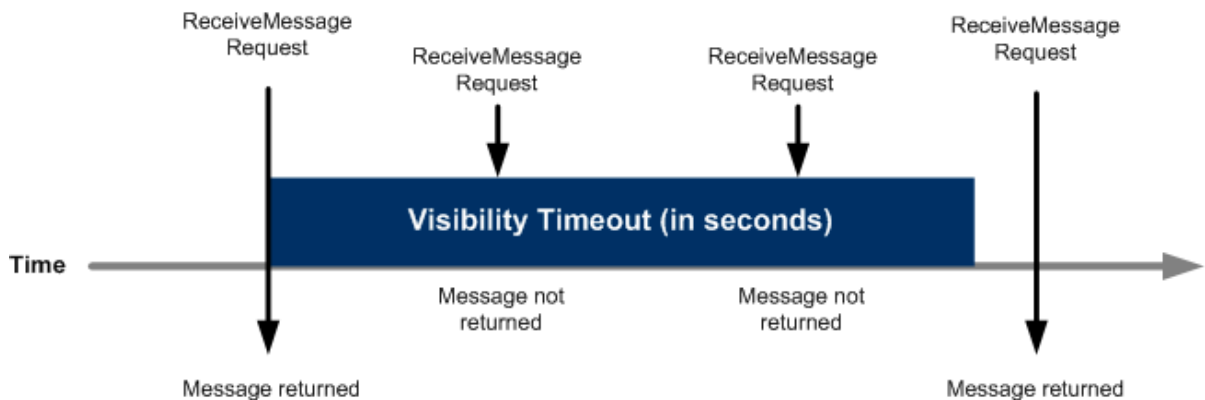 ReceiveMessage
Request
ReceiveMessage
Request
ReceiveMessage
Request
ReceiveMessage
Request
Visibility Timeout (in seconds)
Time
Message not
returned
Message not
returned
Message returned
Message returned